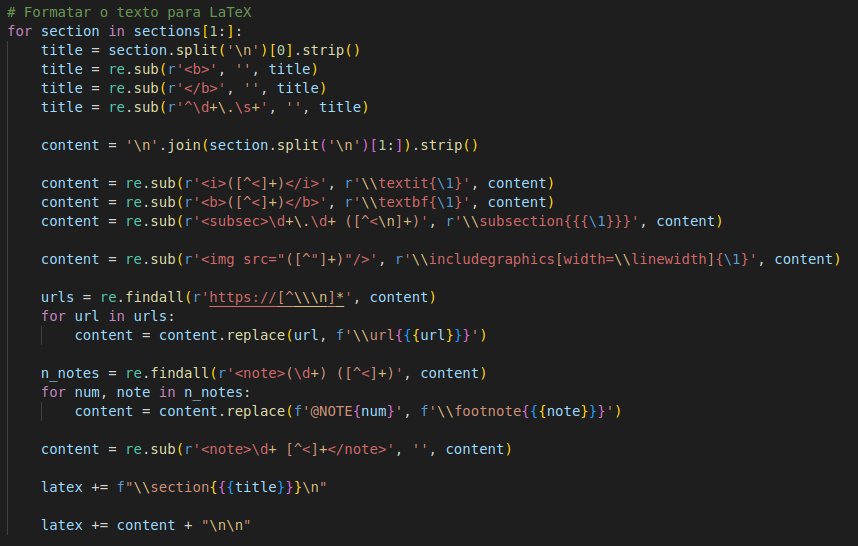 # Formatar o texto para LaTeX
for section in sections[1:]:
    title = section.split('\n')[0].strip()
    title = re.sub(r'<b>', '', title)
    title = re.sub(r'</b>', '', title)
    title = re.sub(r'^\d+\.\s+', '', title)

    content = '\n'.join(section.split('\n')[1:]).strip()

    content = re.sub(r'<i>([^<]+)</i>', r'\\textit{\1}', content)
    content = re.sub(r'<b>([^<]+)</b>', r'\\textbf{\1}', content)
    content = re.sub(r'<subsec>\d+\.\d+ ([^<\n]+)', r'\\subsection{{{\1}}}', content)

    content = re.sub(r'<img src="([^"]+)"/>', r'\\includegraphics[width=\\linewidth]{\1}', content)

    urls = re.findall(r'https://[^\\\n]*', content)
    for url in urls:
        content = content.replace(url, f'\\url{{{url}}}')

    n_notes = re.findall(r'<note>(\d+) ([^<]+)', content)
    for num, note in n_notes:
        content = content.replace(f'@NOTE{num}', f'\\footnote{{{note}}}')

    content = re.sub(r'<note>\d+ [^<]+</note>', '', content)

    latex += f"\\section{{{title}}}\n"

    latex += content + "\n\n"